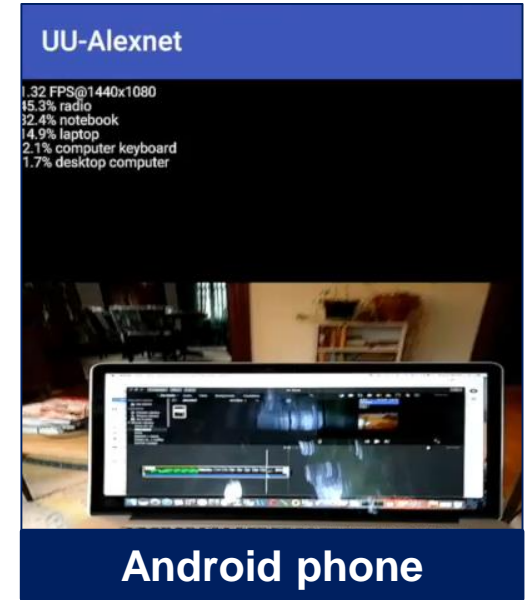 UU-Alexnet
1.32 FPS@1440x1080
45.3% radio
32.4% notebook
14.9% laptop
2.1% computer keyboard
1.7% desktop computer
Android phone